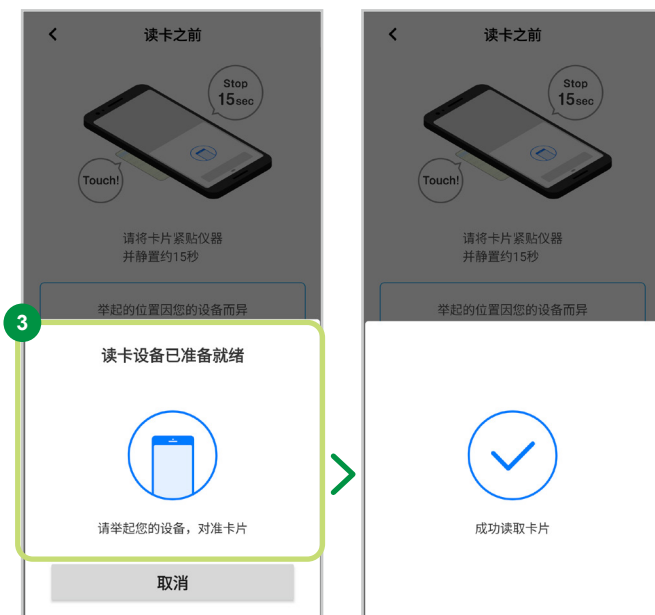 读卡之前
Stop
15sec
Touch!
请将卡片紧贴仪器
并静置约15秒
举起的位置因您的设备而异
3
读卡设备已准备就绪
请举起您的设备，对准卡片
取消
读卡之前
Stop
15sec
Touch!
请将卡片紧贴仪器
并静置约15秒
举起的位置因您的设备而异
成功读取卡片